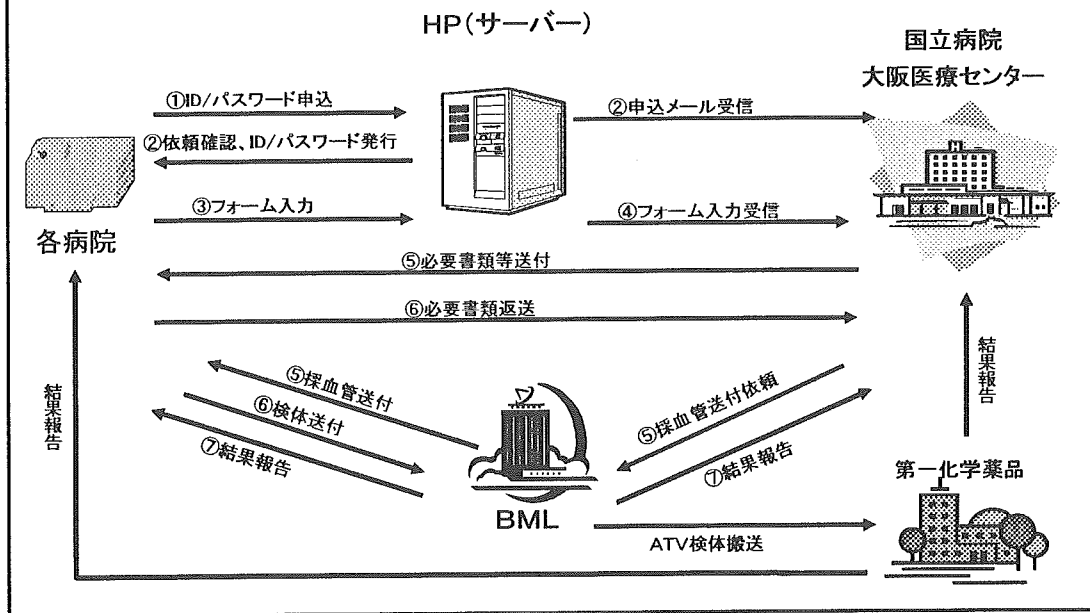 HP(サーバー)
国立病院
大阪医療センター
①ID/パスワード申込
②申込メール受信
②依頼確認、ID/パスワード発行
③フォーム入力
④フォーム入力受信
各病院
⑤必要書類等送付
⑥必要書類返送
結果報告
⑤採血管送付
⑥検体送付
⑦結果報告
⑤採血管送付依頼
⑦結果報告
結果報告
第一化学薬品
BML
ATV検体搬送